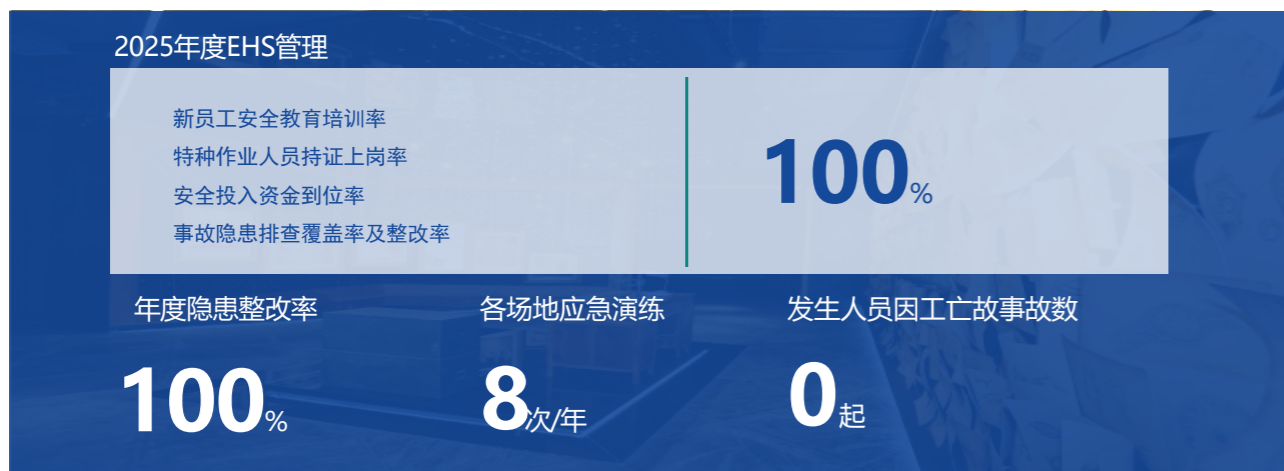 2025年度EHS管理
新员工安全教育培训率
特种作业人员持证上岗率
安全投入资金到位率
事故隐患排查覆盖率及整改率
100%
年度隐患整改率
各场地应急演练
发生人员因工亡故事故数
100%
8次/年
0起